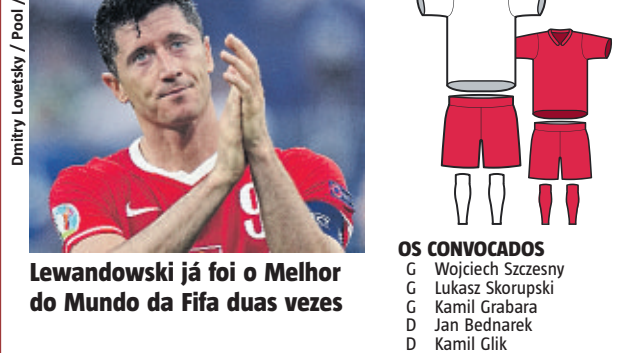 Dmitry Lovetsky / Pool /
9
Lewandowski já foi o Melhor
do Mundo da Fifa duas vezes
OS CONVOCADOS
G Wojciech Szczesny
G Lukasz Skorupski
G Kamil Grabara
D Jan Bednarek
D Kamil Glik